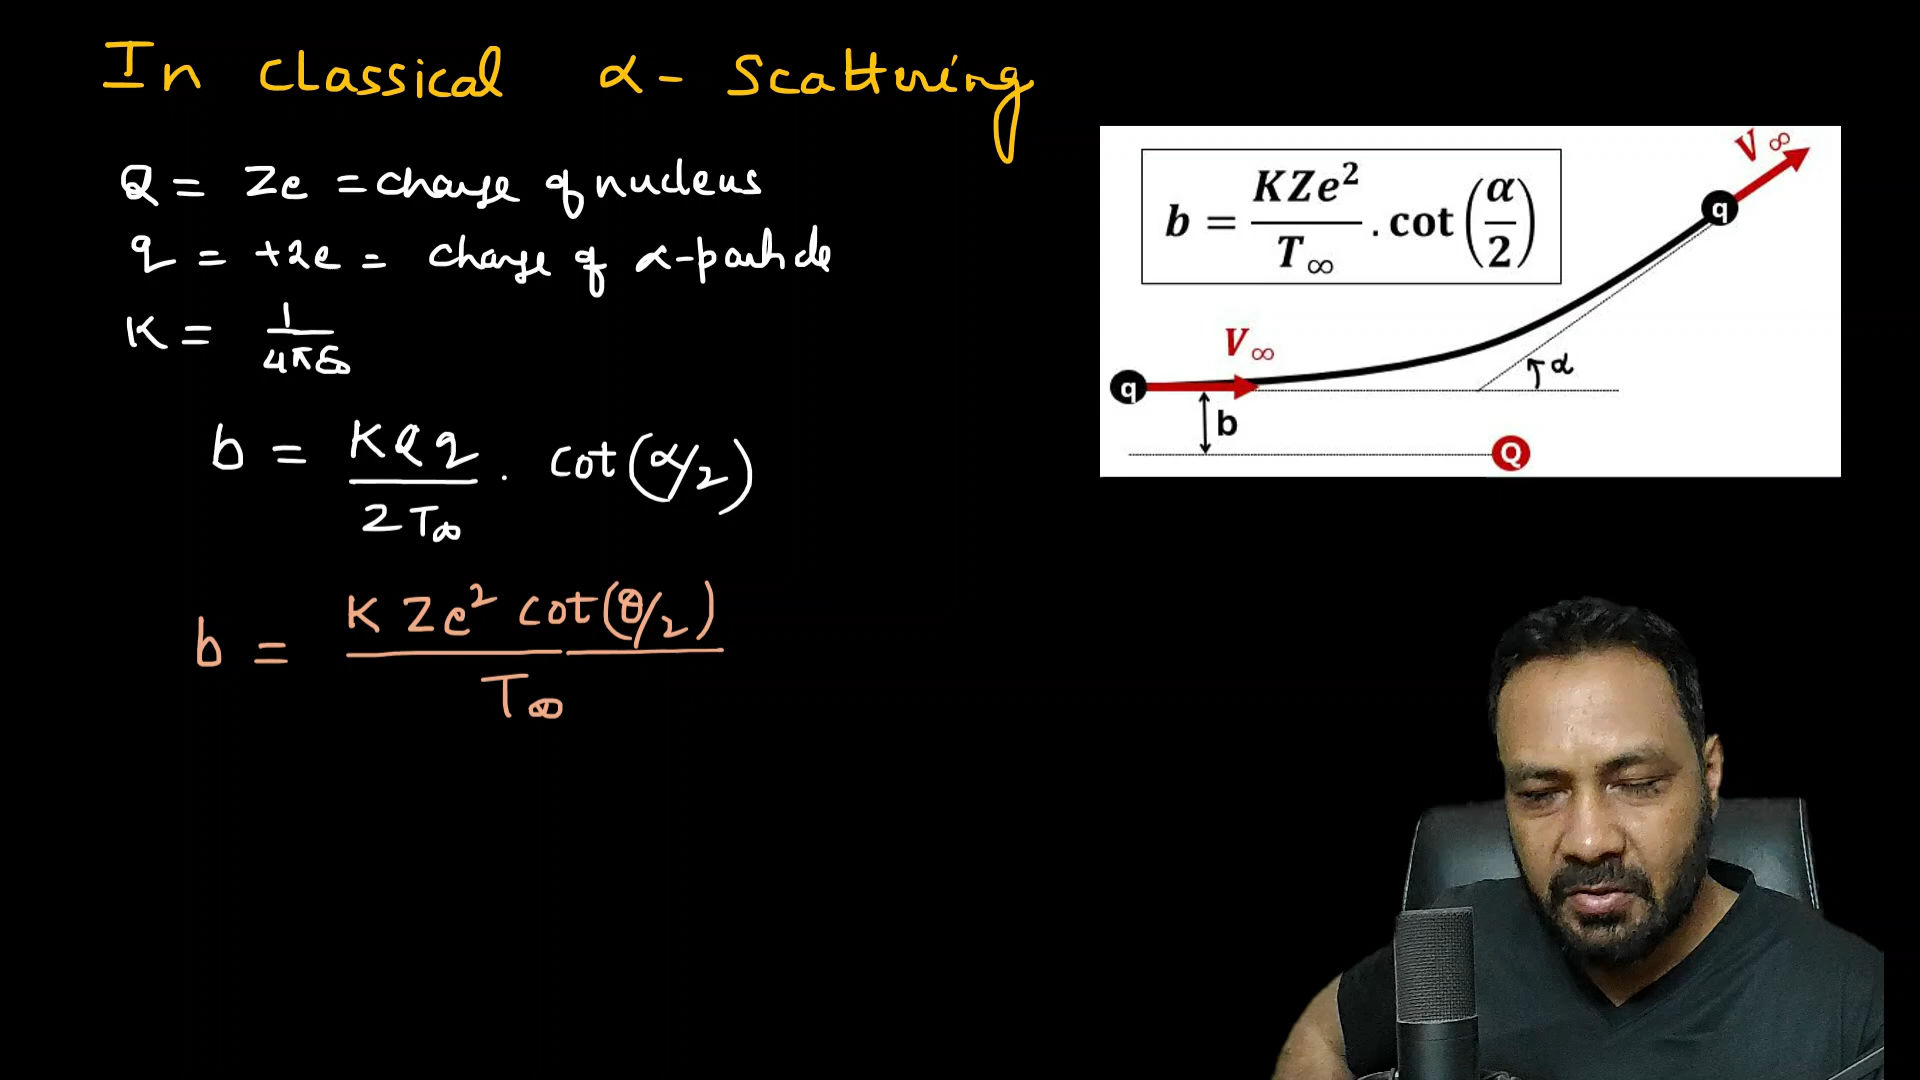 In classical α- Scattering
Q = Ze = charge of nucleus
q = +2e = charge of α-particle
K = 1/4πε₀
b = KQq/2T∞ . cot(α/2)
b = K Ze² cot(θ/2)/T∞
b = KZe²/T∞ . cot(α/2)
V∞
q
V∞
α
q
b
Q